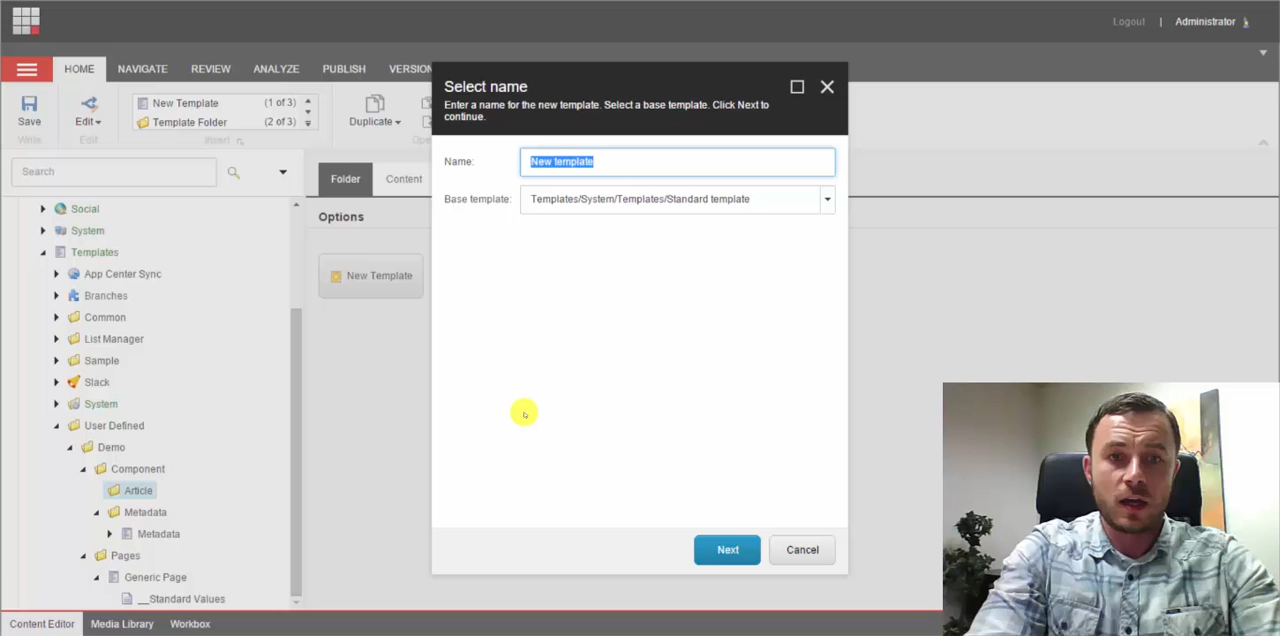 Logout | Administrator
HOME NAVIGATE REVIEW ANALYZE PUBLISH VERSION
Save
Write
Edit
Edit
New Template (1 of 3)
Template Folder (2 of 3)
Insert
Duplicate
Ope
Search
Social
System
Templates
App Center Sync
Branches
Common
List Manager
Sample
Slack
System
User Defined
Demo
Component
Article
Metadata
Metadata
Pages
Generic Page
__Standard Values
Folder Content
Options
New Template
Select name
Enter a name for the new template. Select a base template. Click Next to
continue.
Name: New template
Base template: Templates/System/Templates/Standard template
Next Cancel
Content Editor Media Library Workbox